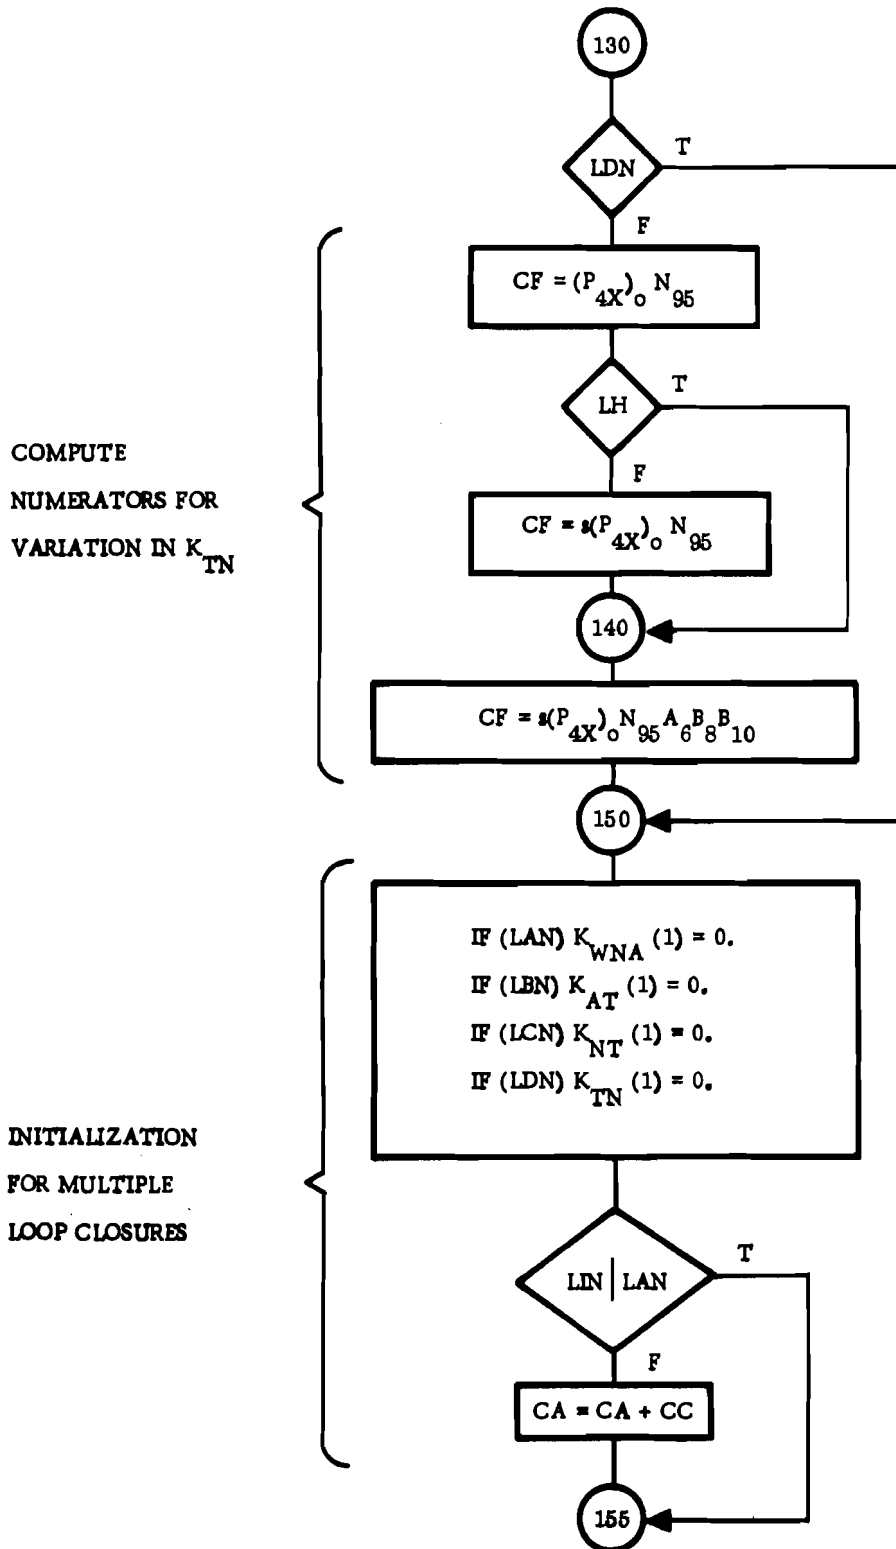 130
LDN
T
F
CF = (P4X)o N95
LH
T
F
COMPUTE
NUMERATORS FOR
VARIATION IN KTN
CF = s(P4X)o N95
140
CF = s(P4X)o N95 A6 B8 B10
150
IF (LAN) KWNA (1) = 0.
IF (LBN) KAT (1) = 0.
IF (LCN) KNT (1) = 0.
IF (LDN) KTN (1) = 0.
INITIALIZATION
FOR MULTIPLE
LOOP CLOSURES
LIN | LAN
T
F
CA = CA + CC
155